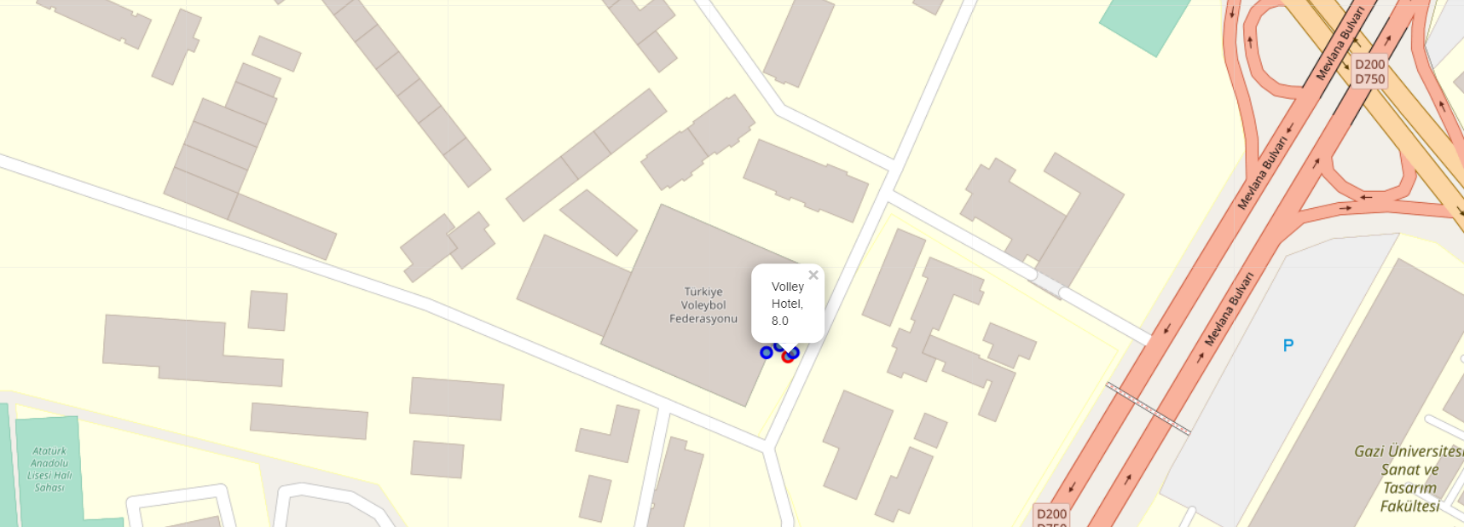 Mevlana Bulvarı
D200
D750
Mevlana Bulvarı
Volley
Hotel,
8.0
×
Türkiye
Voleybol
Federasyonu
Mevlana Bulvarı
P
Atatürk
Anadolu
Lisesi Halı
Sahası
Gazi Üniversitesi
Sanat ve
Tasarım
Fakültesi
D200
D750